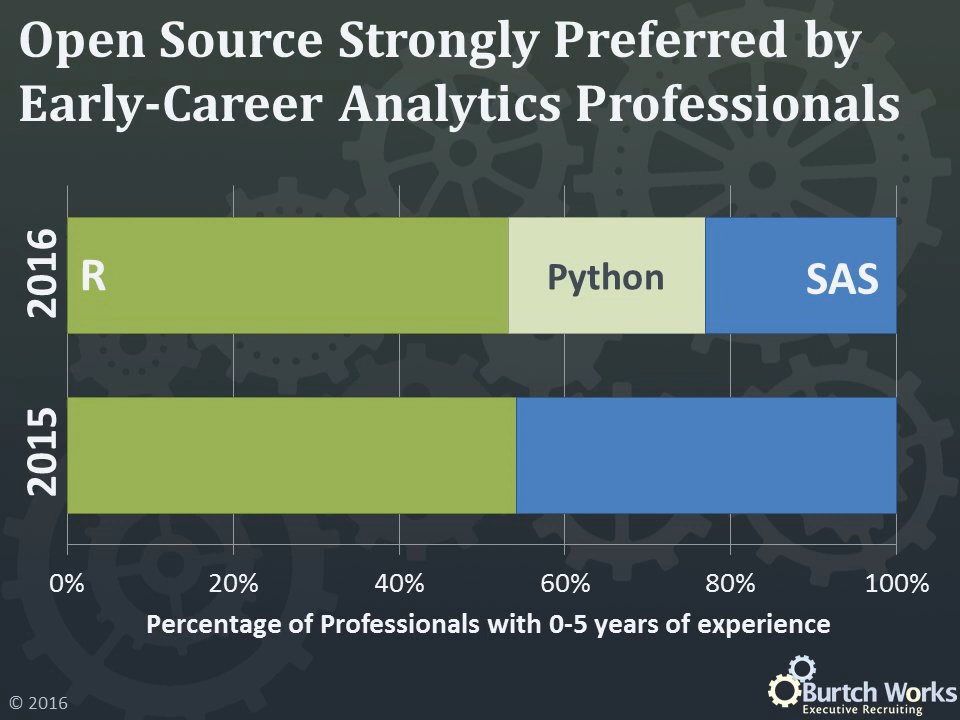 Open Source Strongly Preferred by
Early-Career Analytics Professionals
2016
R
Python
SAS
2015
0%
20%
40%
60%
80%
100%
Percentage of Professionals with 0-5 years of experience
© 2016
Burtch Works
Executive Recruiting